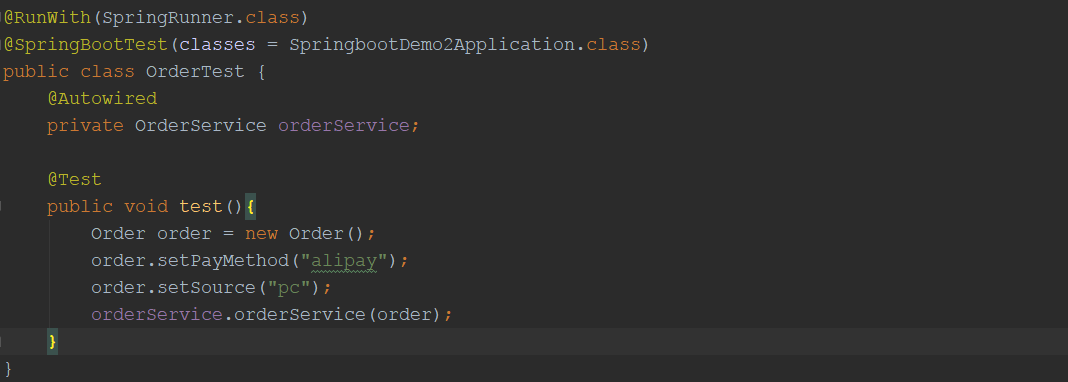 @RunWith(SpringRunner.class)
@SpringBootTest(classes = SpringbootDemo2Application.class)
public class OrderTest {
    @Autowired
    private OrderService orderService;

    @Test
    public void test(){
        Order order = new Order();
        order.setPayMethod("alipay");
        order.setSource("pc");
        orderService.orderService(order);
    }
}